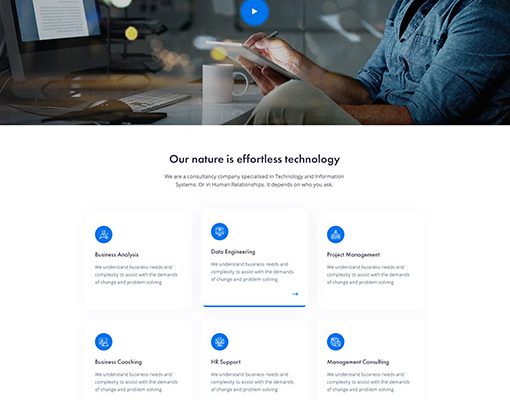 Our nature is effortless technology
We are a consultancy company specialised in Technology and Information
Systems. Or in Human Relationships. It depends on who you ask.
Business Analysis
We understand business needs and
complexity to assist with the demands
of change and problem solving
Data Engineering
We understand business needs and
complexity to assist with the demands
of change and problem solving
Project Management
We understand business needs and
complexity to assist with the demands
of change and problem solving
Business Coaching
We understand business needs and
complexity to assist with the demands
of change and problem solving
HR Support
We understand business needs and
complexity to assist with the demands
of change and problem solving
Management Consulting
We understand business needs and
complexity to assist with the demands
of change and problem solving